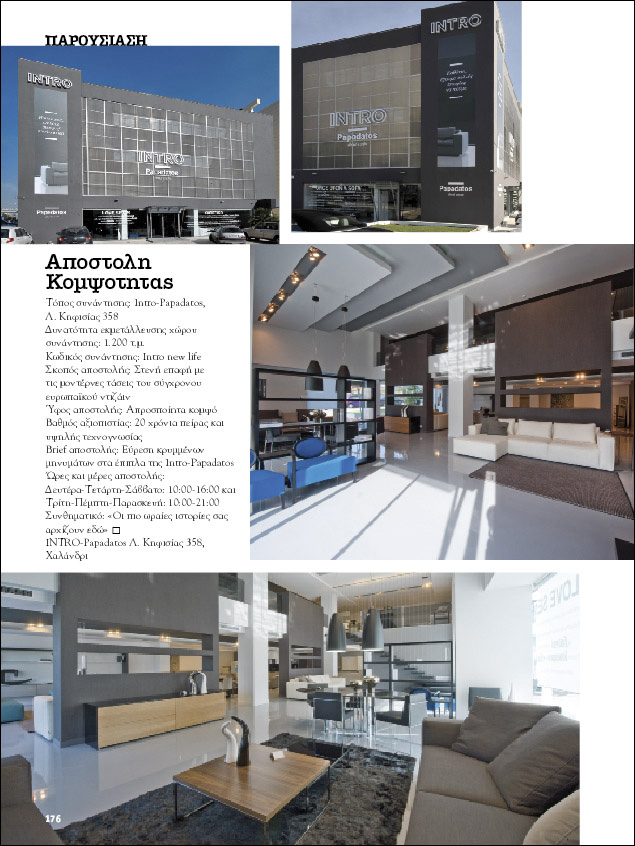 ΠΑΡΟΥΣΙΑΣΗ
INTRO
INTRO
Papadatos
Papadatos
INTRO
INTRO
Papadatos
Papadatos
Αποστολη
Κομψοτητας
Τόπος συνάντησης: Intro-Papadatos,
Λ. Κηφισίας 358
Δυνατότητα εκμετάλλευσης χώρου
συνάντησης: 1.200 τ.μ.
Κωδικός συνάντησης: Intro new life
Σκοπός αποστολής: Στενή επαφή με
τις μοντέρνες τάσεις του σύγχρονου
ευρωπαϊκού ντιζάιν
Ύφος αποστολής: Απροσποίητα κομψό
Βαθμός αξιοπιστίας: 20 χρόνια πείρας και
υψηλής τεχνογνωσίας
Brief αποστολής: Εύρεση κρυμμένων
μηνυμάτων στα έπιπλα της Intro-Papadatos
Ώρες και μέρες αποστολής:
Δευτέρα-Τετάρτη-Σάββατο: 10:00-16:00 και
Τρίτη-Πέμπτη-Παρασκευή: 10:00-21:00
Συνθηματικό: «Οι πιο ωραίες ιστορίες σας
αρχίζουν εδώ»
INTRO-Papadatos Λ. Κηφισίας 358,
Χαλάνδρι
176